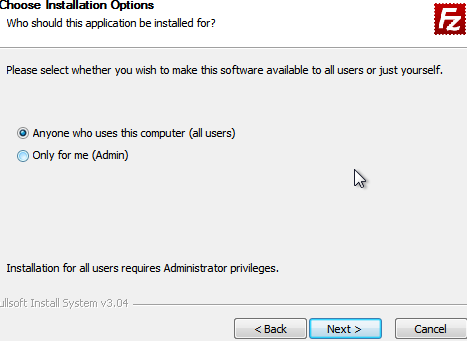 Choose Installation Options
Who should this application be installed for?
FZ
Please select whether you wish to make this software available to all users or just yourself.
Anyone who uses this computer (all users)
Only for me (Admin)
Installation for all users requires Administrator privileges.
ullsoft Install System v3.04
< Back
Next >
Cancel